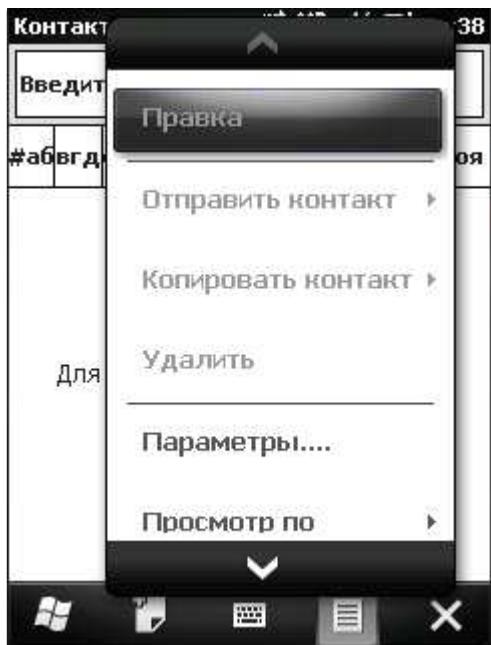 Контакт
38
Введит
#абвгд
оя
Правка
Отправить контакт
Копировать контакт
Для
Удалить
Параметры....
Просмотр по